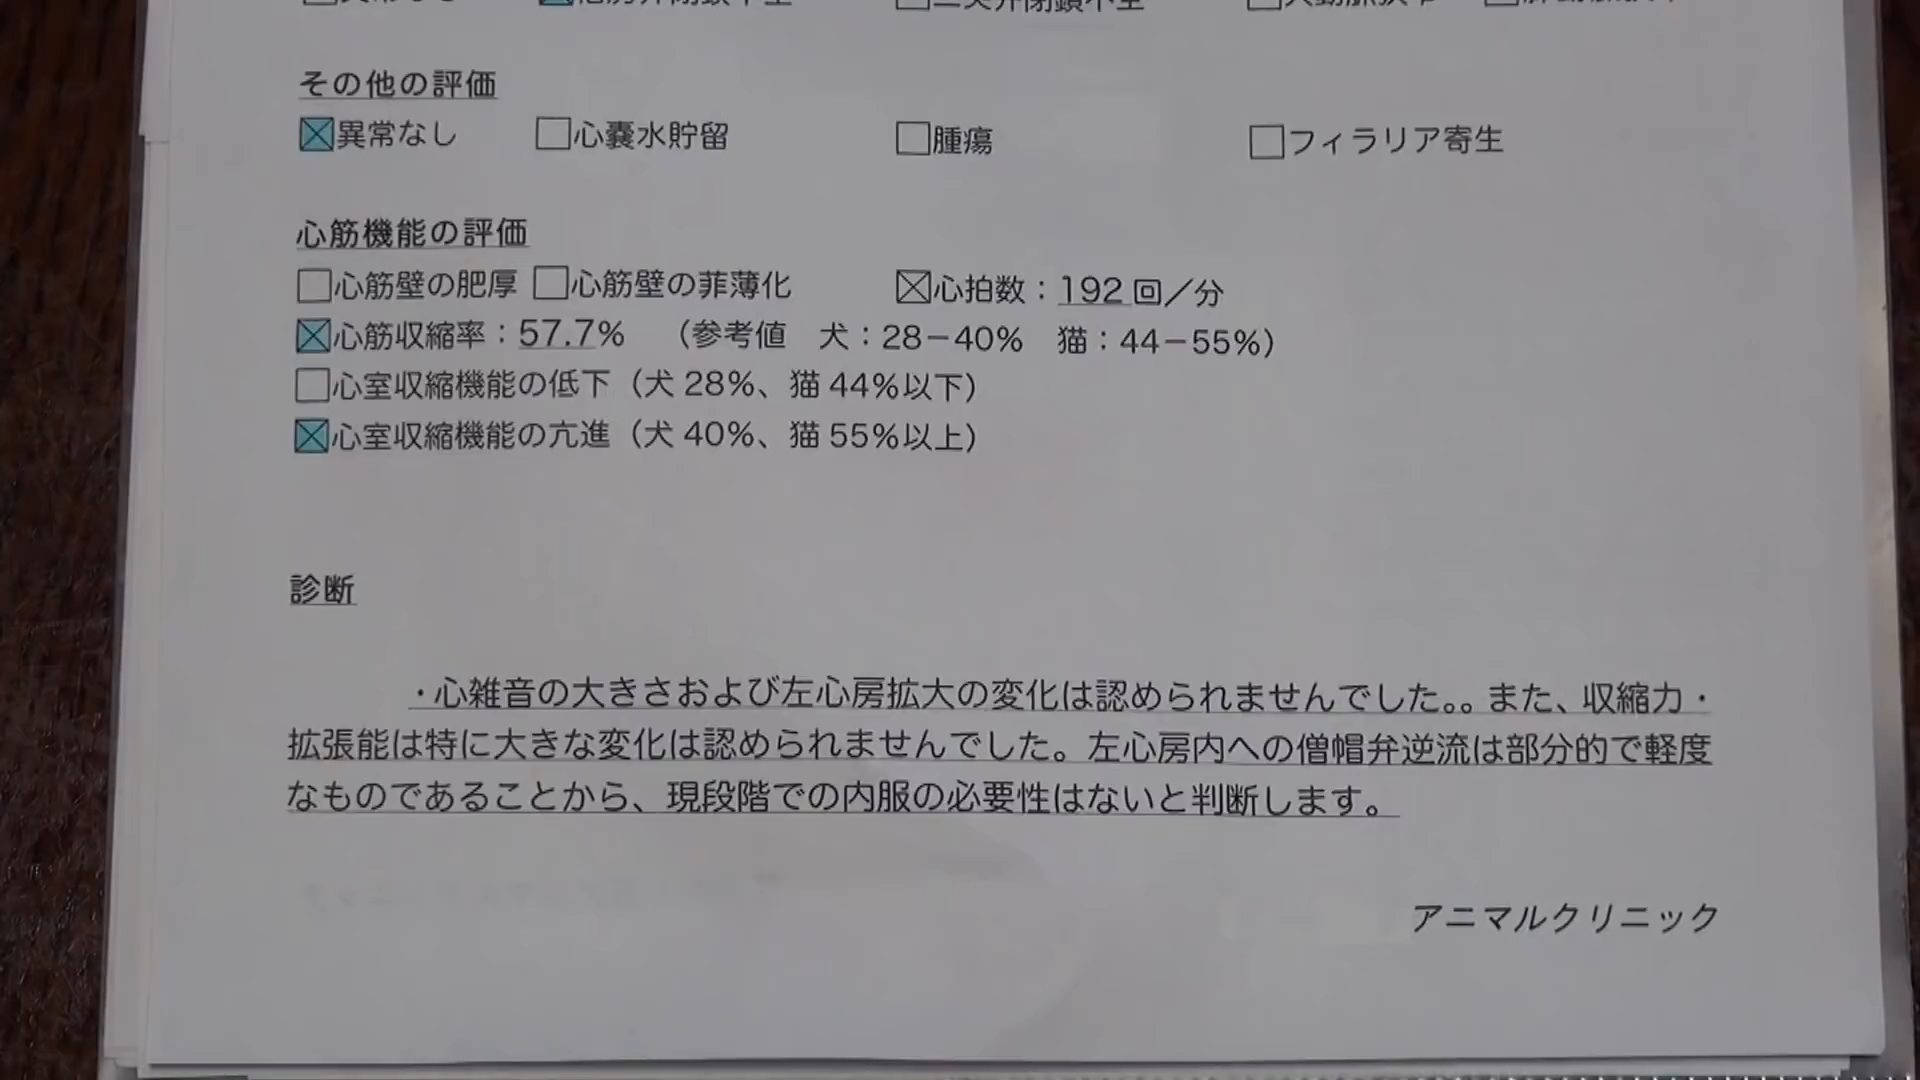 その他の評価
☒異常なし ☐心嚢水貯留 ☐腫瘍 ☐フィラリア寄生
心筋機能の評価
☐心筋壁の肥厚 ☐心筋壁の菲薄化 ☒心拍数：192回／分
☒心筋収縮率：57.7% （参考値 犬：28－40% 猫：44－55%）
☐心室収縮機能の低下（犬 28%、猫 44%以下）
☒心室収縮機能の亢進（犬 40%、猫 55%以上）
診断
・心雑音の大きさおよび左心房拡大の変化は認められませんでした。。また、収縮力・
拡張能は特に大きな変化は認められませんでした。左心房内への僧帽弁逆流は部分的で軽度
なものであることから、現段階での内服の必要性はないと判断します。
アニマルクリニック